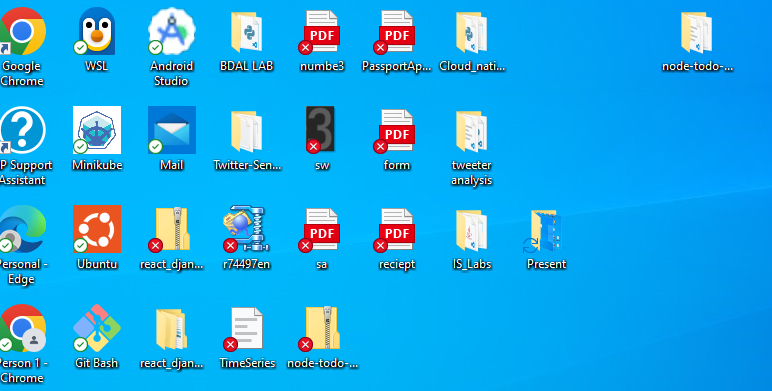 Google
Chrome
WSL
Android
Studio
BDAL LAB
PDF
numbe3
PDF
PassportAp...
Cloud_nati...
node-todo-...
?
P Support
Assistant
Minikube
Mail
Twitter-Sen...
3
sw
PDF
form
tweeter
analysis
Personal -
Edge
Ubuntu
react_djan...
r74497en
PDF
sa
PDF
reciept
IS_Labs
Present
Person 1 -
Chrome
Git Bash
react_djan...
TimeSeries
node-todo-...